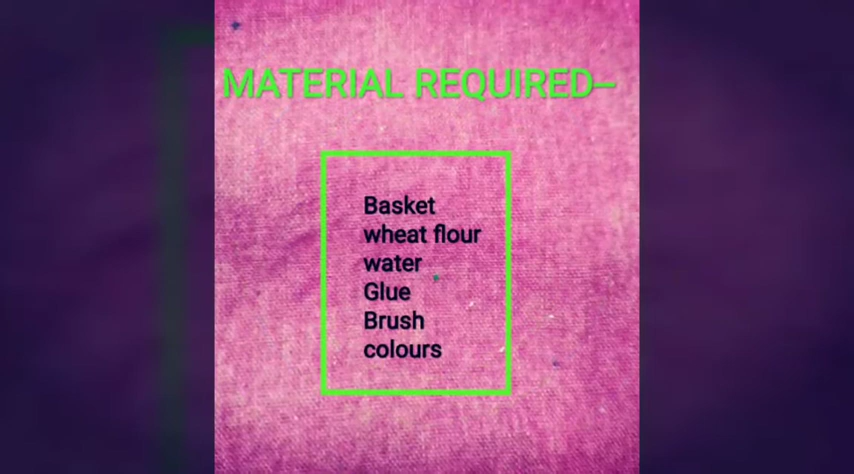 MATERIAL REQUIRED–
Basket
wheat flour
water
Glue
Brush
colours